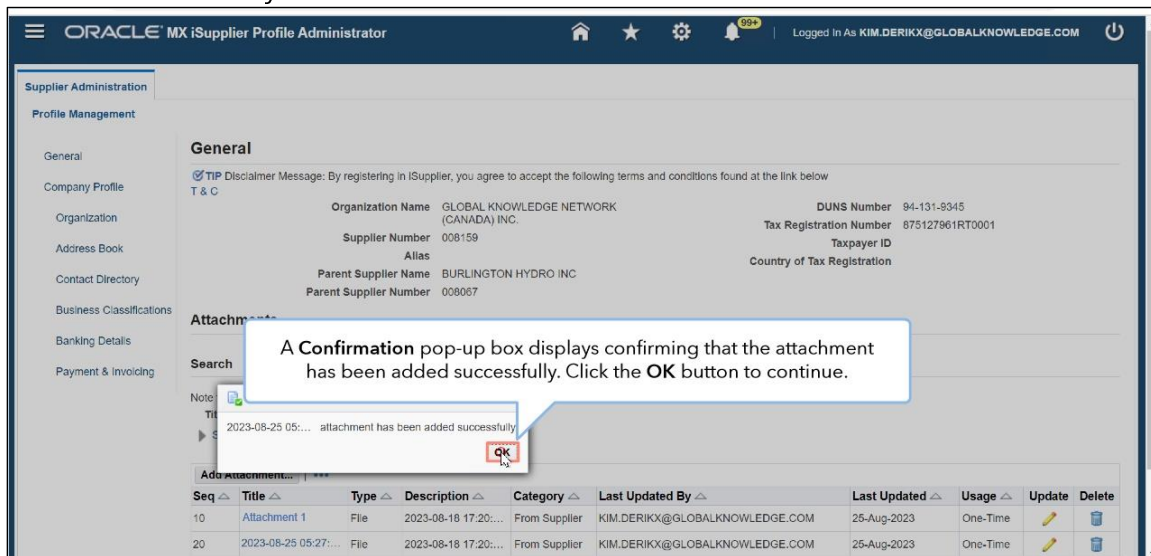 ORACLE MX iSupplier Profile Administrator
99+
Logged In As KIM.DERIKX@GLOBALKNOWLEDGE.COM
Supplier Administration
Profile Management
General
Company Profile
Organization
Address Book
Contact Directory
Business Classifications
Banking Details
Payment & Invoicing
General
TIP Disclaimer Message: By registering in ISupplier, you agree to accept the following terms and conditions found at the link below
T & C
Organization Name GLOBAL KNOWLEDGE NETWORK
(CANADA) INC.
Supplier Number 008159
Alias
Parent Supplier Name BURLINGTON HYDRO INC
Parent Supplier Number 008067
DUNS Number 94-131-9345
Tax Registration Number 875127961RT0001
Taxpayer ID
Country of Tax Registration
A Confirmation pop-up box displays confirming that the attachment
has been added successfully. Click the OK button to continue.
Search
Note
2023-08-25 05:... attachment has been added successfully
OK
Add Attachment...
Seq Title Type Description Category Last Updated By Last Updated Usage Update Delete
10 Attachment 1 File 2023-08-18 17:20:... From Supplier KIM.DERIKX@GLOBALKNOWLEDGE.COM 25-Aug-2023 One-Time
20 2023-08-25 05:27:... File 2023-08-18 17:20:... From Supplier KIM.DERIKX@GLOBALKNOWLEDGE.COM 25-Aug-2023 One-Time